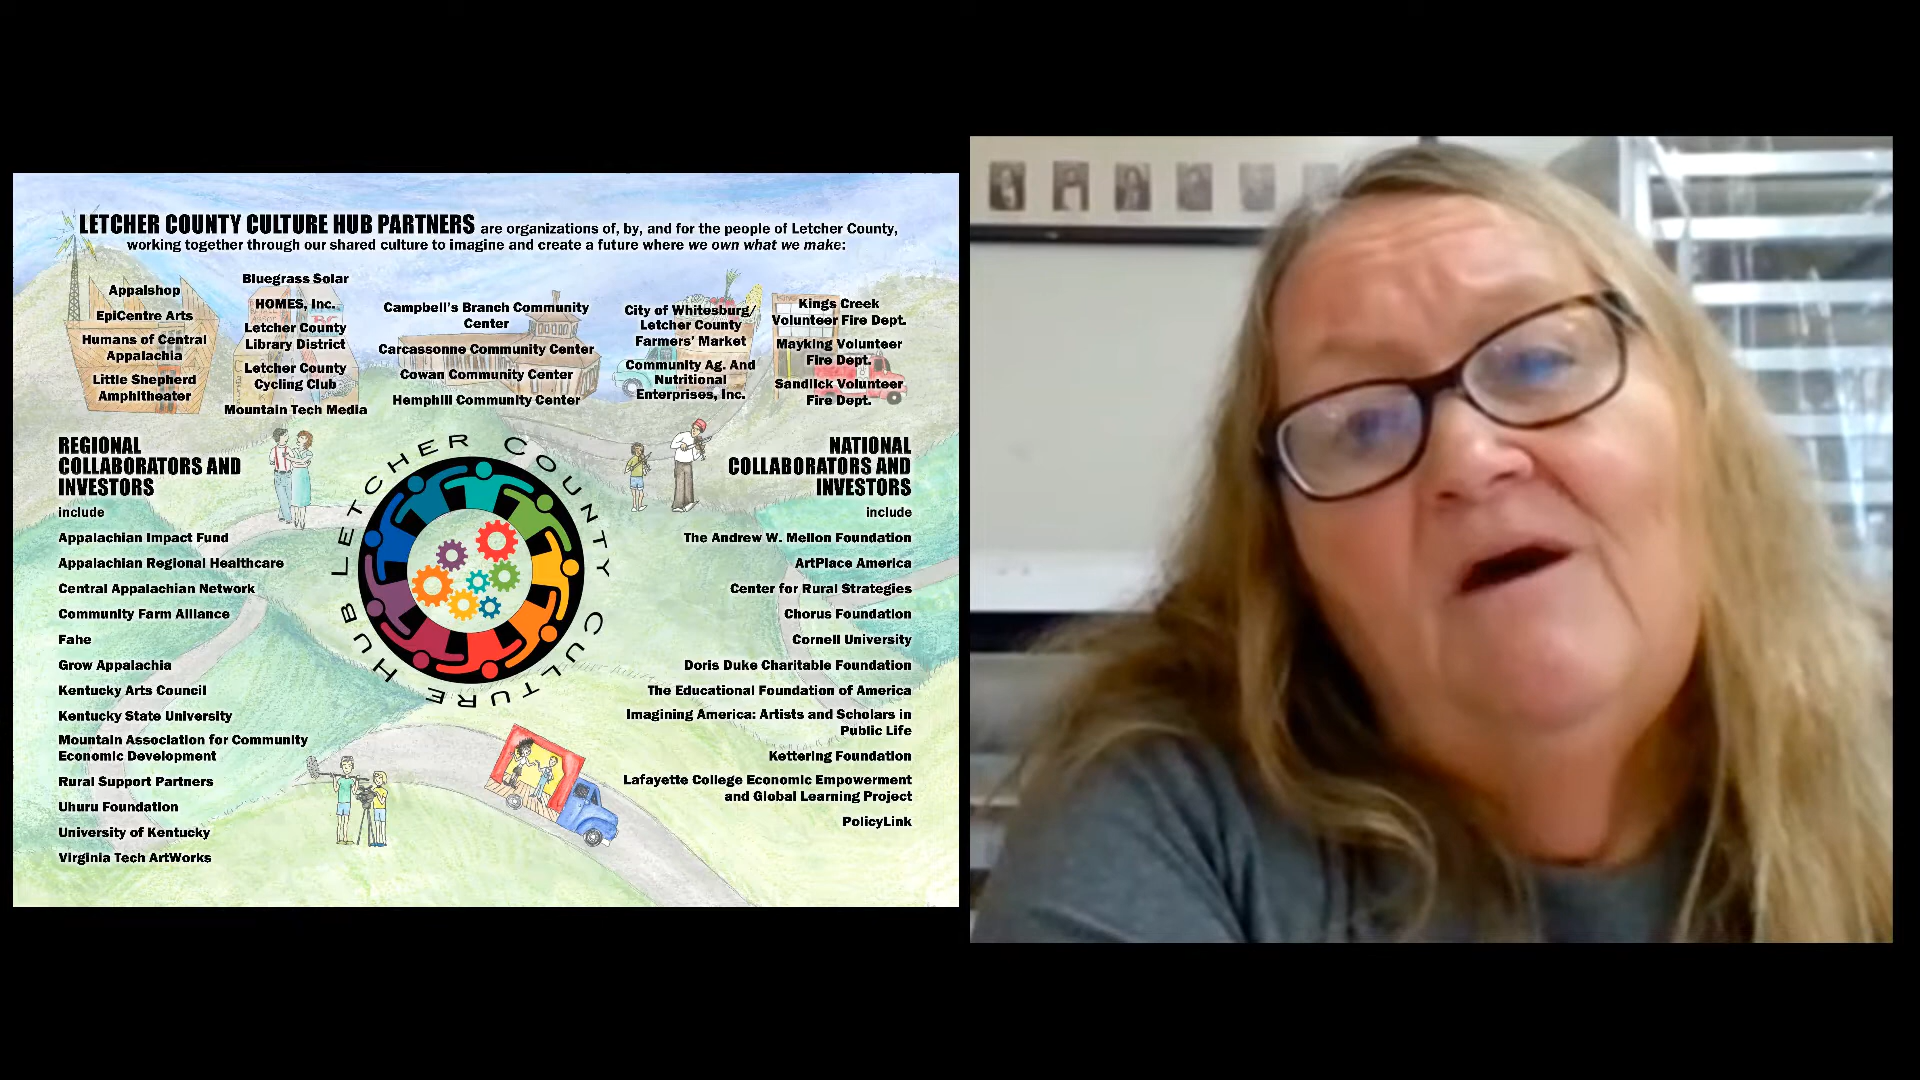 LETCHER COUNTY CULTURE HUB PARTNERS are organizations of, by, and for the people of Letcher County,
working together through our shared culture to imagine and create a future where we own what we make:
Appalshop
EpiCentre Arts
Humans of Central
Appalachia
Little Shepherd
Amphitheater
Bluegrass Solar
HOMES, Inc.
Letcher County
Library District
Letcher County
Cycling Club
Mountain Tech Media
Campbell's Branch Community
Center
Carcassonne Community Center
Cowan Community Center
Hemphill Community Center
City of Whitesburg/
Letcher County
Farmers' Market
Community Ag. And
Nutritional
Enterprises, Inc.
Kings Creek
Volunteer Fire Dept.
Mayking Volunteer
Fire Dept.
Sandlick Volunteer
Fire Dept.
REGIONAL
COLLABORATORS AND
INVESTORS
include
Appalachian Impact Fund
Appalachian Regional Healthcare
Central Appalachian Network
Community Farm Alliance
Fahe
Grow Appalachia
Kentucky Arts Council
Kentucky State University
Mountain Association for Community
Economic Development
Rural Support Partners
Uhuru Foundation
University of Kentucky
Virginia Tech ArtWorks
LETCHER COUNTY CULTURE HUB
NATIONAL
COLLABORATORS AND
INVESTORS
include
The Andrew W. Mellon Foundation
ArtPlace America
Center for Rural Strategies
Chorus Foundation
Cornell University
Doris Duke Charitable Foundation
The Educational Foundation of America
Imagining America: Artists and Scholars in
Public Life
Kettering Foundation
Lafayette College Economic Empowerment
and Global Learning Project
PolicyLink